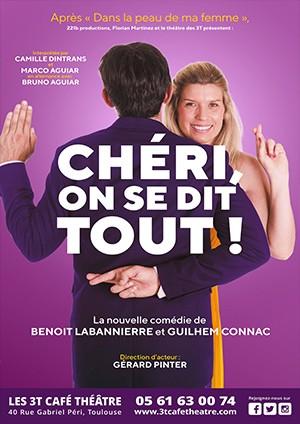 Après « Dans la peau de ma femme »,
221b productions, Florian Martinez et le théâtre des 3T présentent :
Interprétée par
CAMILLE DINTRANS
et
MARCO AGUIAR
en alternance avec
BRUNO AGUIAR
CHÉRI,
ON SE DIT
TOUT !
La nouvelle comédie de
BENOIT LABANNIERRE et GUILHEM CONNAC
Direction d'acteur :
GÉRARD PINTER
LES 3T CAFÉ THÉÂTRE
40 Rue Gabriel Péri, Toulouse
05 61 63 00 74
www.3tcafetheatre.com
Rejoignez-nous sur